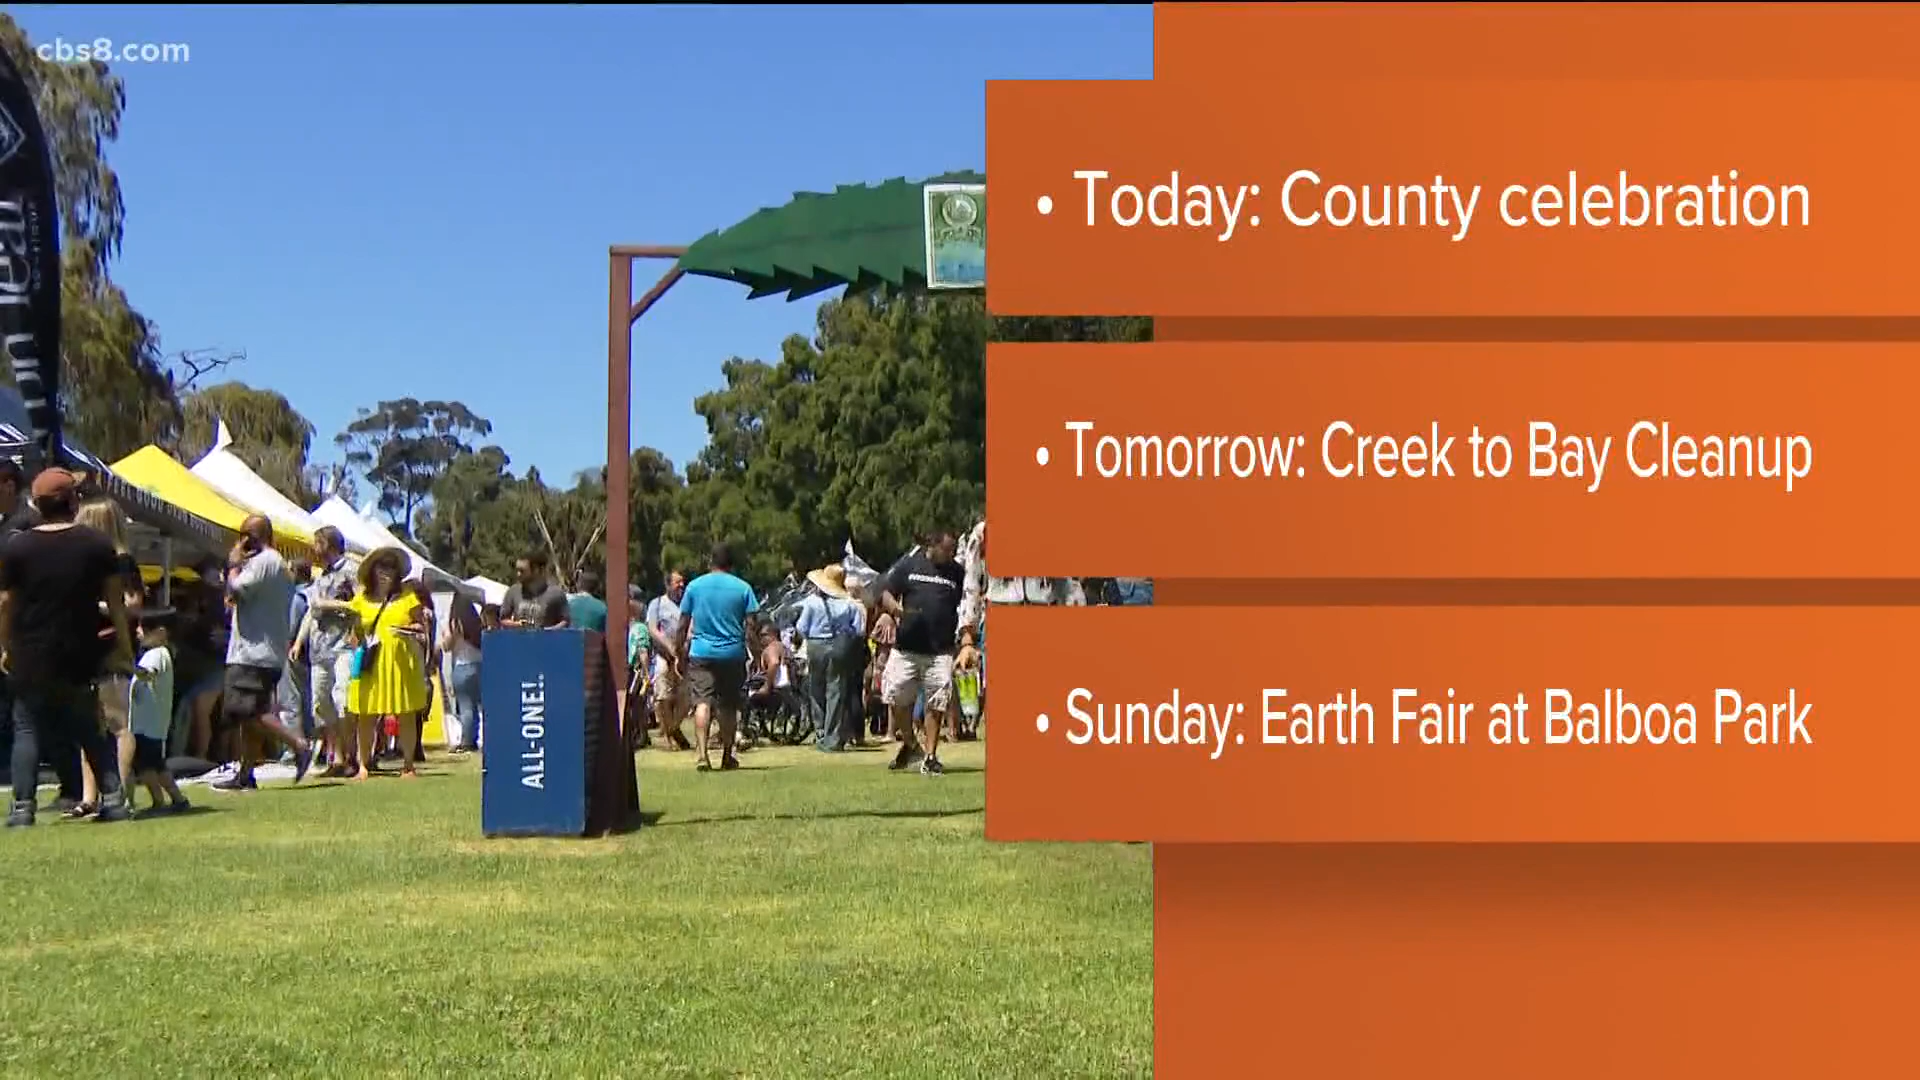 cbs8.com
• Today: County celebration
• Tomorrow: Creek to Bay Cleanup
• Sunday: Earth Fair at Balboa Park
ALL-ONE!